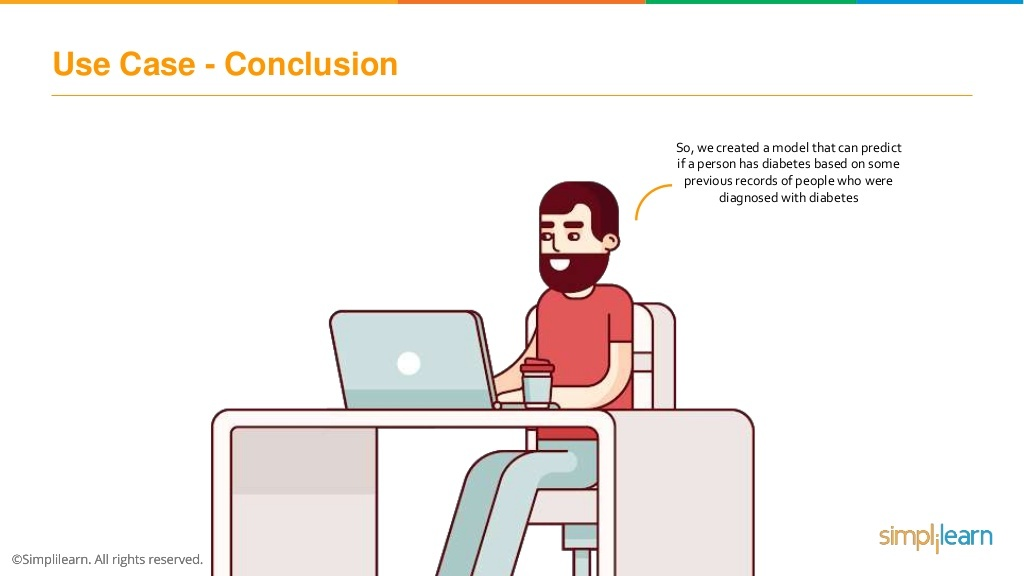 Use Case - Conclusion
So, we created a model that can predict
if a person has diabetes based on some
previous records of people who were
diagnosed with diabetes
simplilearn
©Simplilearn. All rights reserved.